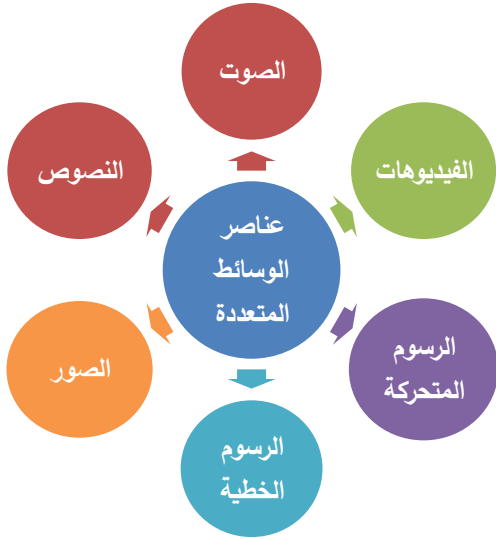 الصوت
الفيديوهات
النصوص
عناصر
الوسائط
المتعددة
الرسوم
المتحركة
الصور
الرسوم
الخطية